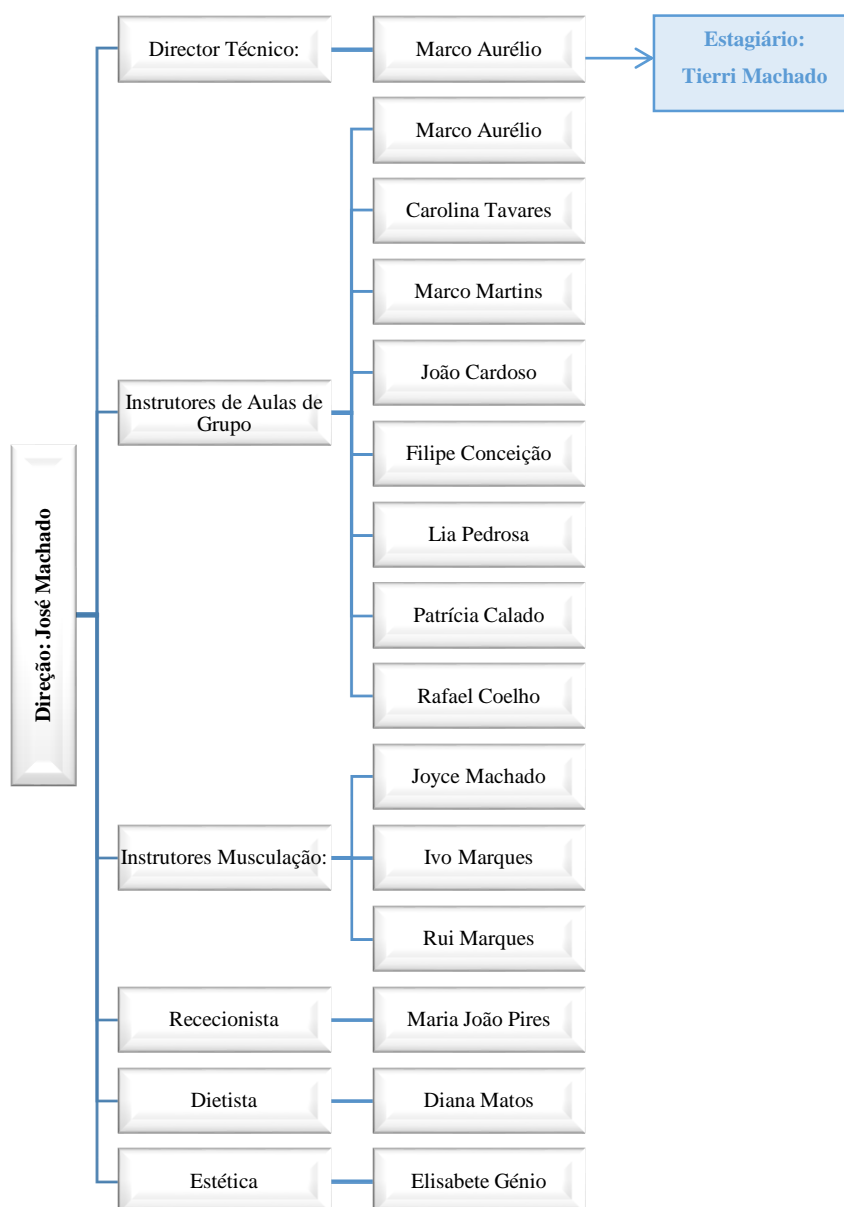 Director Técnico:
Marco Aurélio
Estagiário:
Tierri Machado
Marco Aurélio
Carolina Tavares
Marco Martins
João Cardoso
Instrutores de Aulas de
Grupo
Filipe Conceição
Lia Pedrosa
Patrícia Calado
Rafael Coelho
Direção: José Machado
Joyce Machado
Instrutores Musculação:
Ivo Marques
Rui Marques
Rececionista
Maria João Pires
Dietista
Diana Matos
Estética
Elisabete Génio